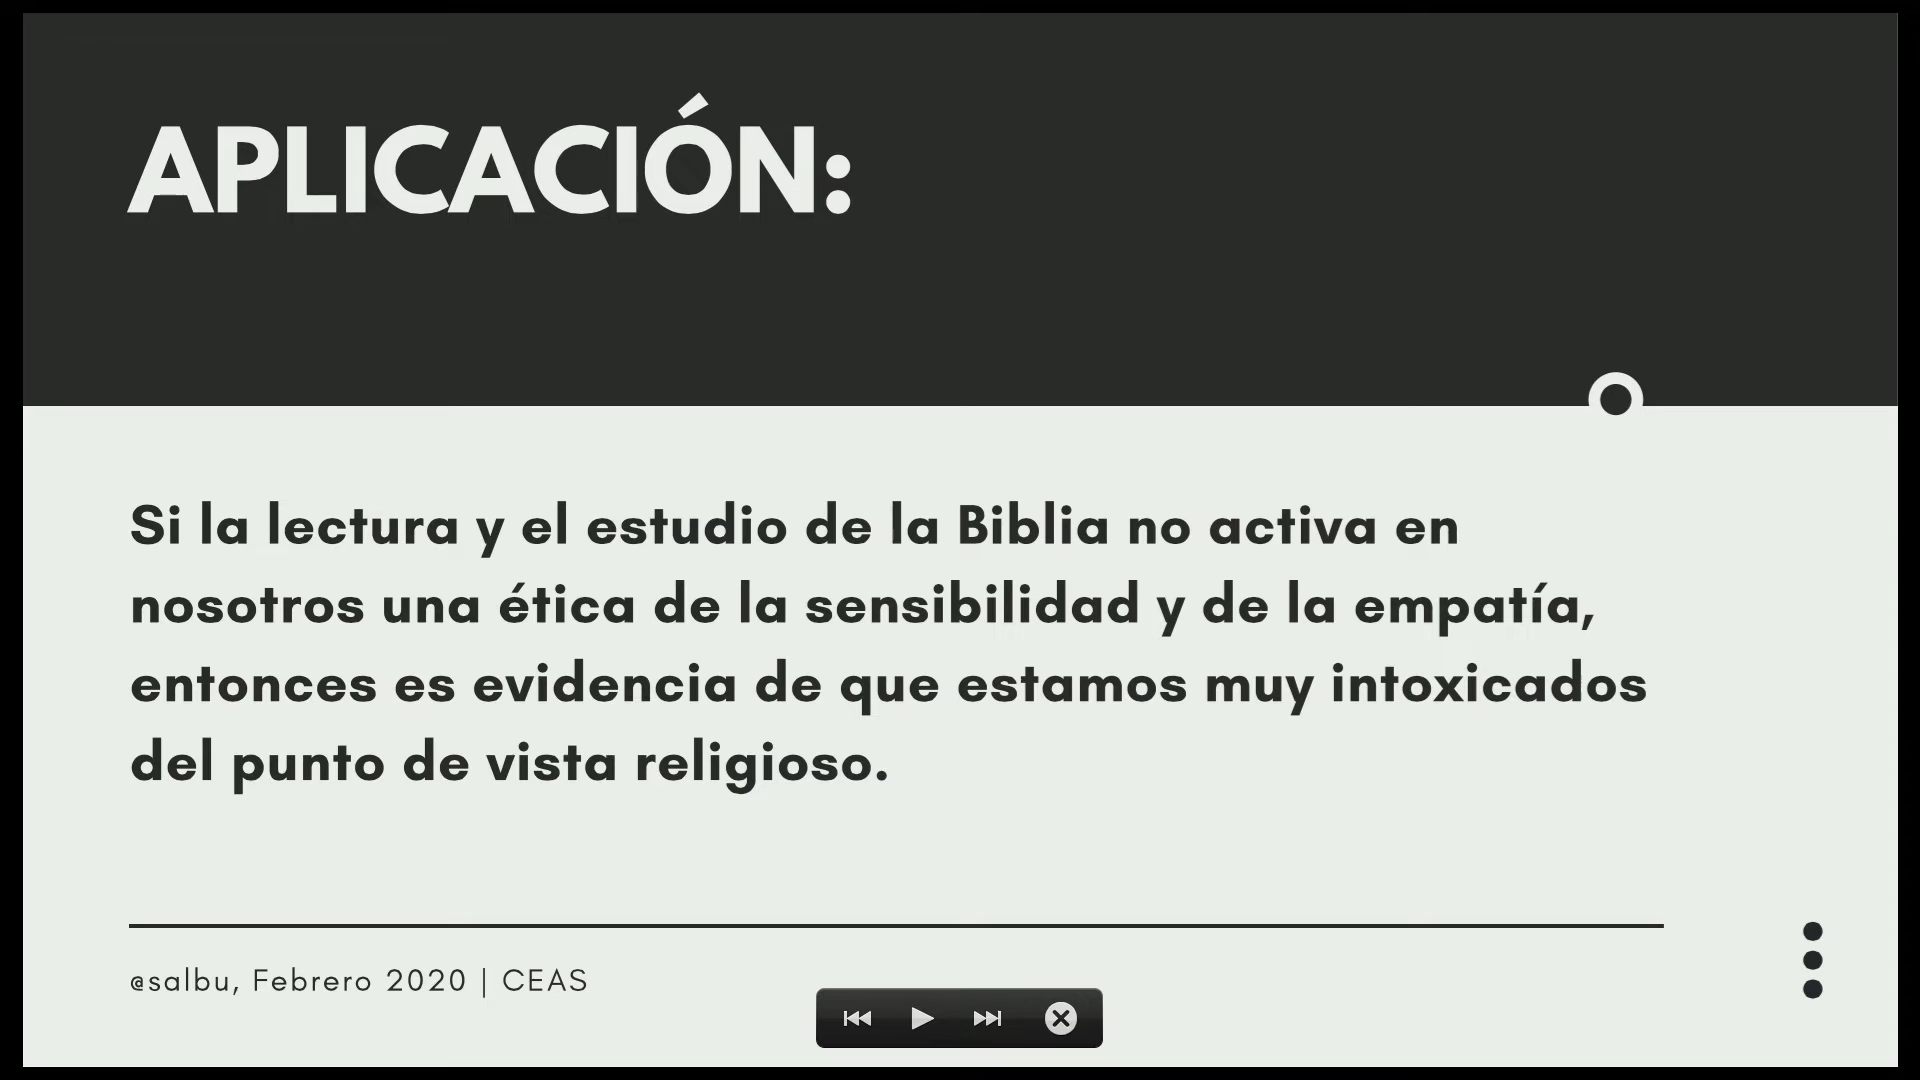 APLICACIÓN:
Si la lectura y el estudio de la Biblia no activa en
nosotros una ética de la sensibilidad y de la empatía,
entonces es evidencia de que estamos muy intoxicados
del punto de vista religioso.
@salbu, Febrero 2020 | CEAS